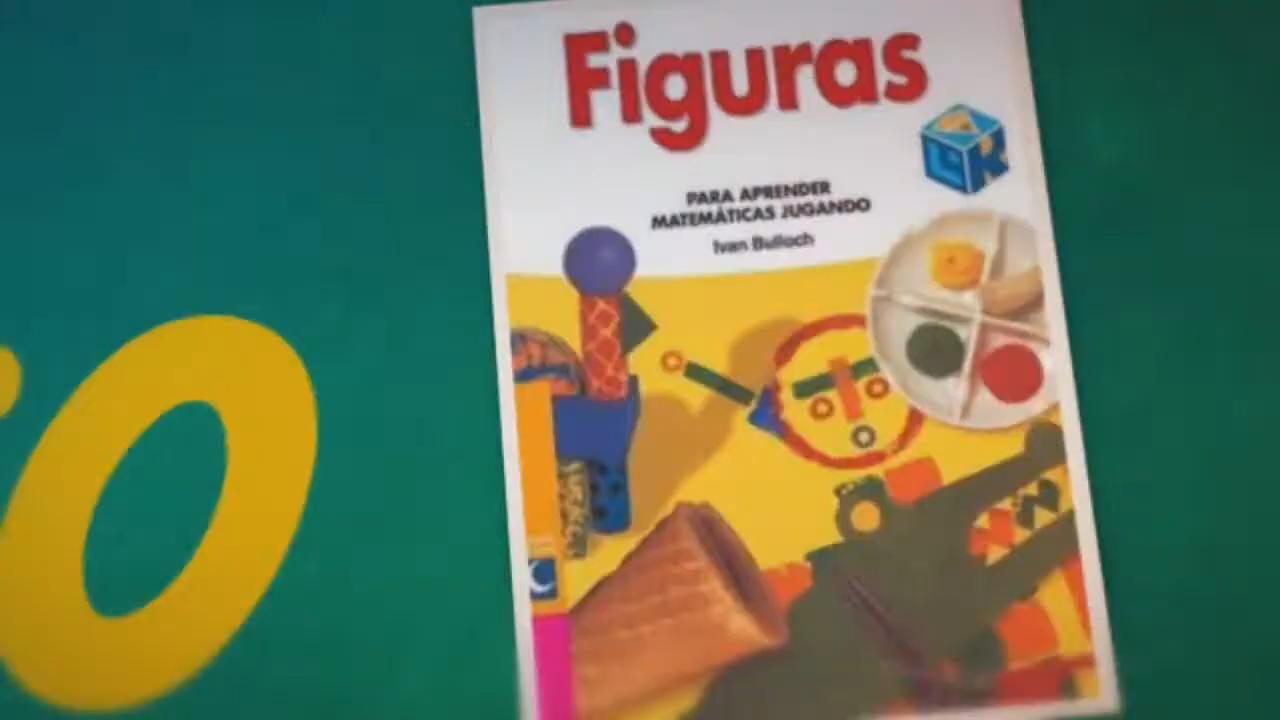 Figuras
PARA APRENDER
MATEMÁTICAS JUGANDO
Ivan Bulloch
O